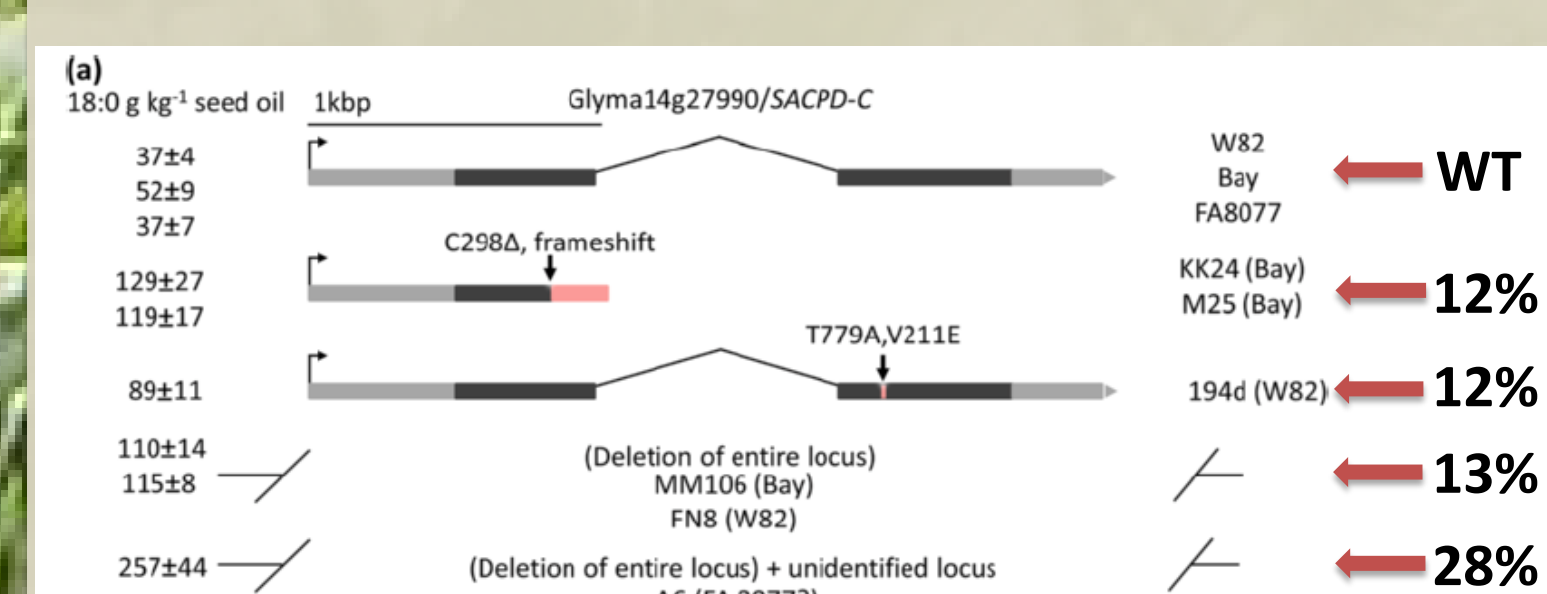 (a)
18:0 g kg⁻¹ seed oil 1kbp Glyma14g27990/SACPD-C
37±4 W82
52±9 Bay WT
37±7 FA8077
C298Δ, frameshift
129±27 KK24 (Bay) 12%
119±17 M25 (Bay)
T779A,V211E
89±11 194d (W82) 12%
110±14 (Deletion of entire locus)
115±8 MM106 (Bay) 13%
FN8 (W82)
257±44 (Deletion of entire locus) + unidentified locus 28%